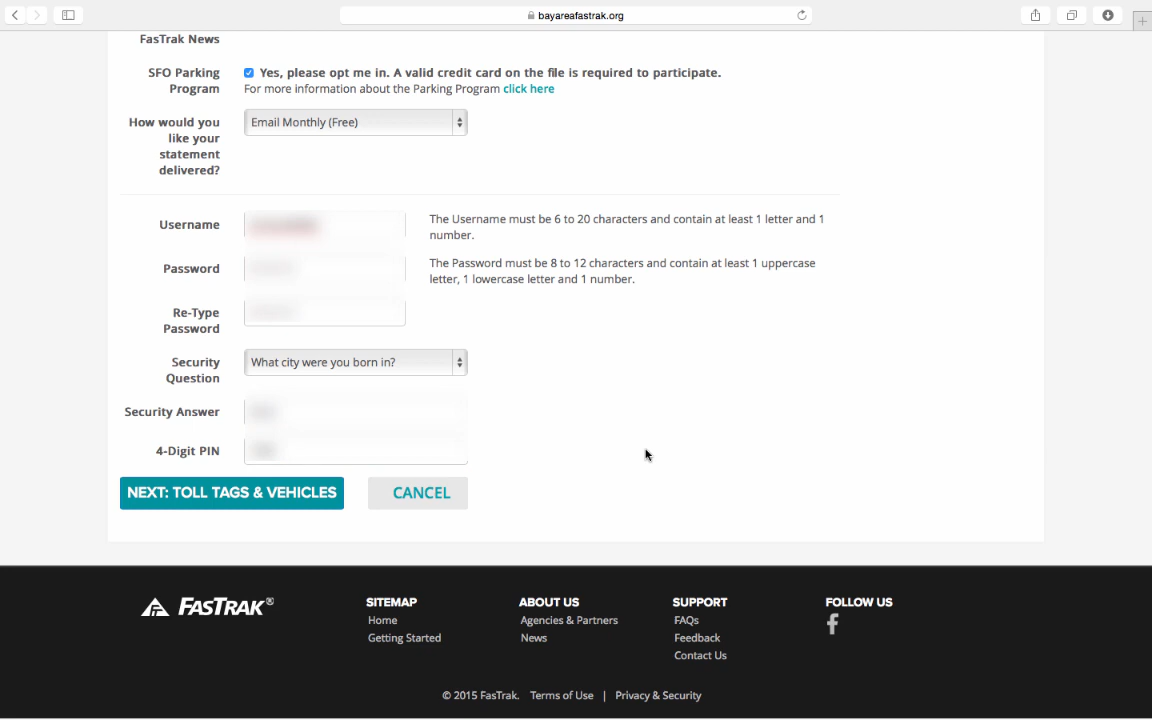 bayareafastrak.org
FasTrak News
SFO Parking
Program
Yes, please opt me in. A valid credit card on the file is required to participate.
For more information about the Parking Program click here
How would you
like your
statement
delivered?
Email Monthly (Free)
Username
The Username must be 6 to 20 characters and contain at least 1 letter and 1
number.
Password
The Password must be 8 to 12 characters and contain at least 1 uppercase
letter, 1 lowercase letter and 1 number.
Re-Type
Password
Security
Question
What city were you born in?
Security Answer
4-Digit PIN
NEXT: TOLL TAGS & VEHICLES
CANCEL
FASTRAK®
SITEMAP
Home
Getting Started
ABOUT US
Agencies & Partners
News
SUPPORT
FAQs
Feedback
Contact Us
FOLLOW US
© 2015 FasTrak. Terms of Use | Privacy & Security